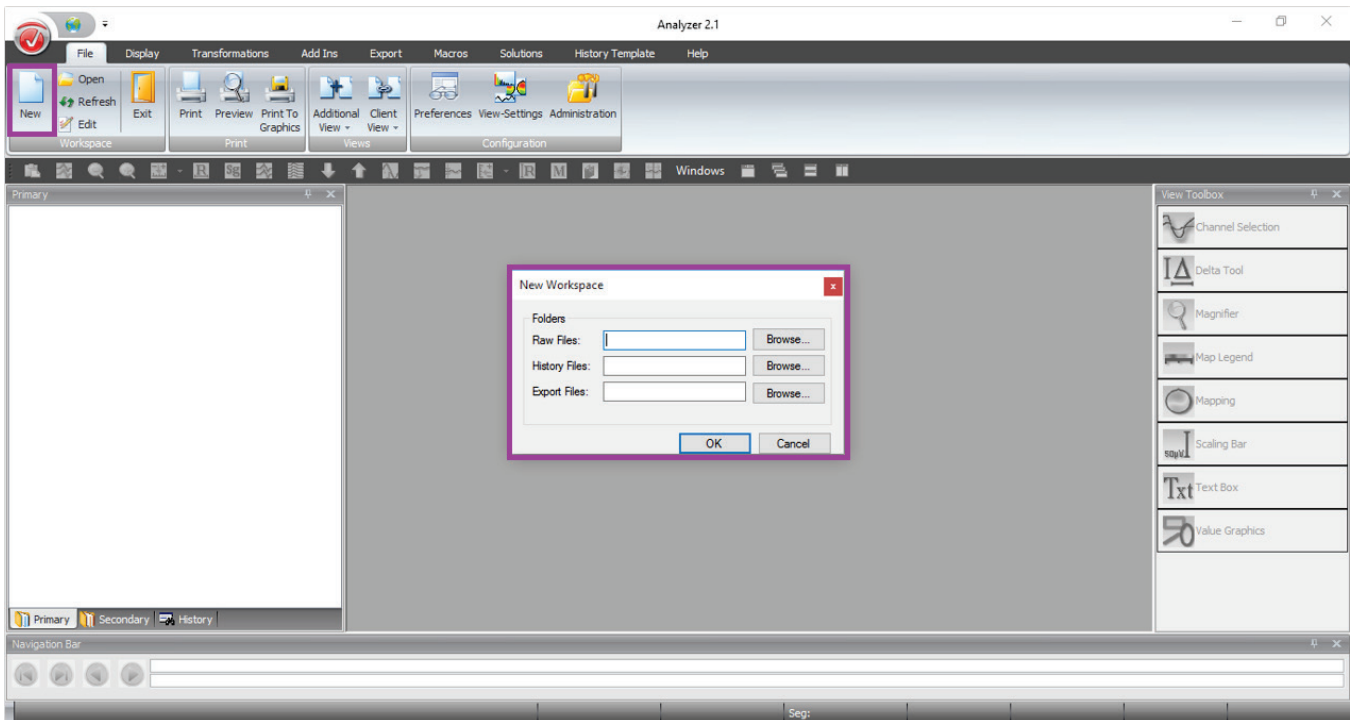 Analyzer 2.1
File Display Transformations Add Ins Export Macros Solutions History Template Help
New
Open
Refresh
Edit
Exit
Workspace
Print Preview Print To Graphics
Print
Additional View Client View
Views
Preferences View-Settings Administration
Configuration
R Sg R M Windows
Primary
View Toolbox
Channel Selection
Delta Tool
Magnifier
Map Legend
Mapping
50µV Scaling Bar
Txt Text Box
Value Graphics
New Workspace
Folders
Raw Files: Browse...
History Files: Browse...
Export Files: Browse...
OK Cancel
Primary Secondary History
Navigation Bar
Seg: